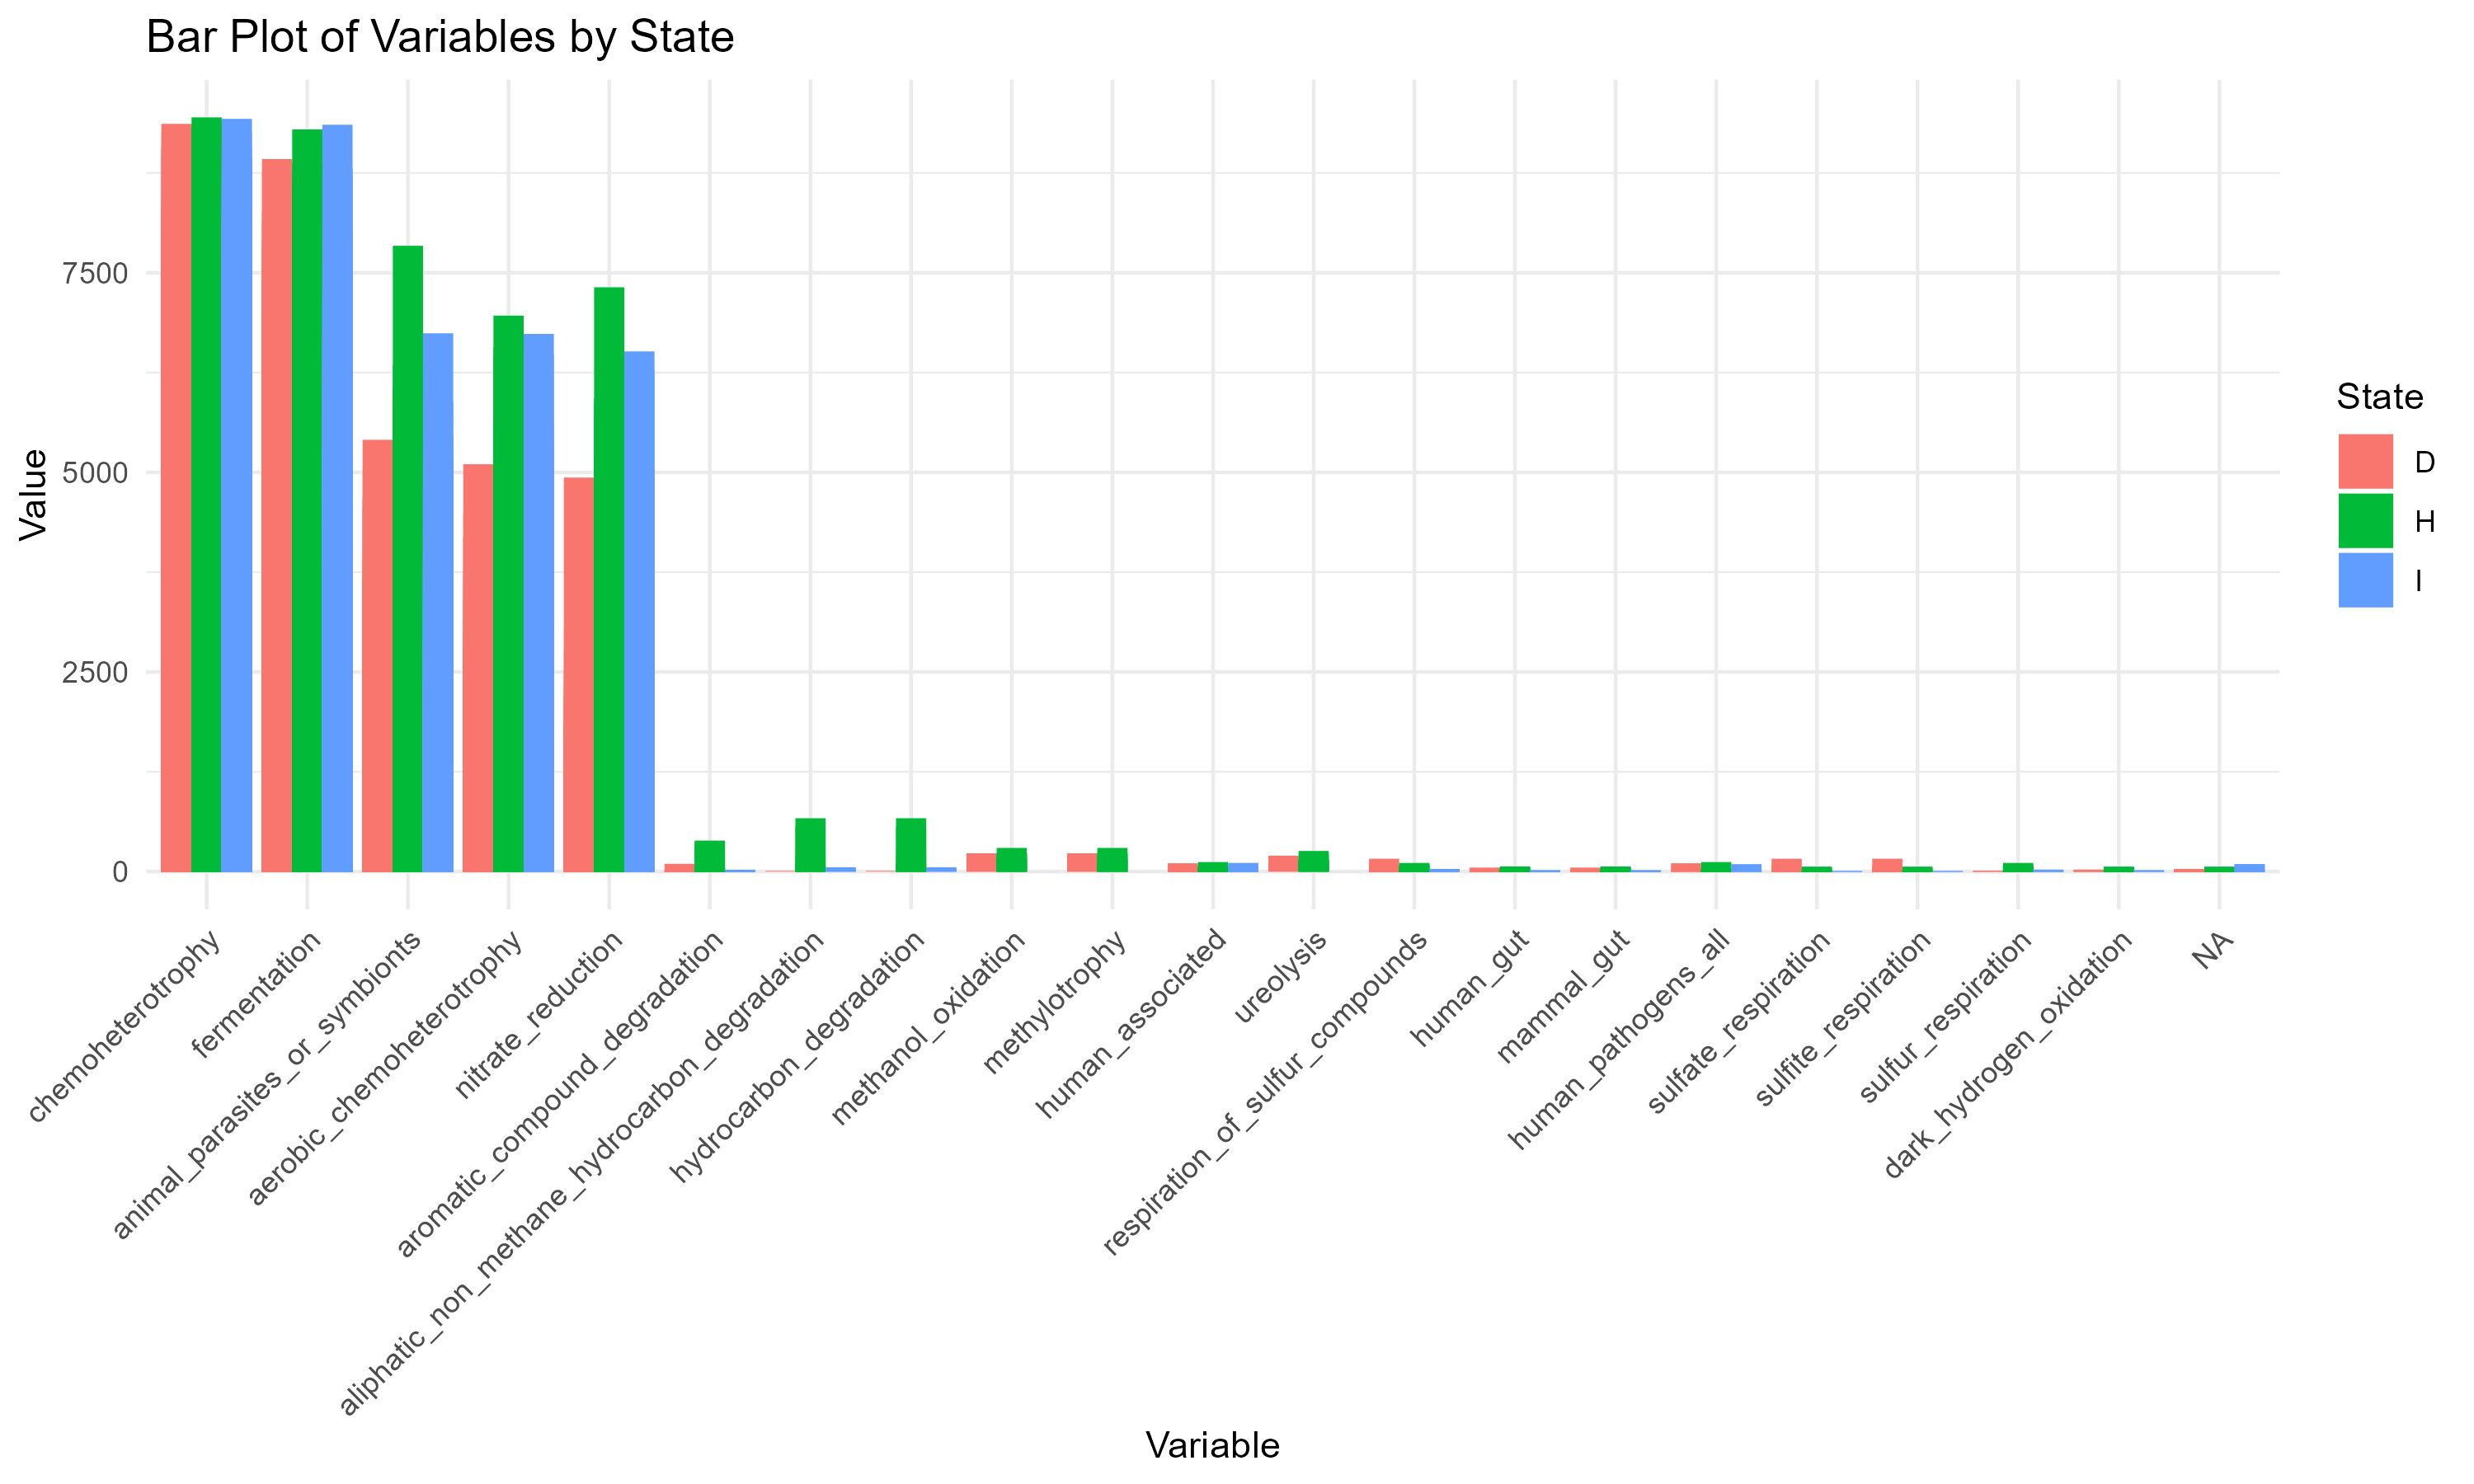 Bar Plot of Variables by State
Value
7500
5000
2500
0
chemoheterotrophy
fermentation
animal_parasites_or_symbionts
aerobic_chemoheterotrophy
nitrate_reduction
aromatic_compound_degradation
aliphatic_non_methane_hydrocarbon_degradation
hydrocarbon_degradation
methanol_oxidation
methylotrophy
human_associated
ureolysis
respiration_of_sulfur_compounds
human_gut
mammal_gut
human_pathogens_all
sulfate_respiration
sulfite_respiration
sulfur_respiration
dark_hydrogen_oxidation
NA
Variable
State
D
H
I